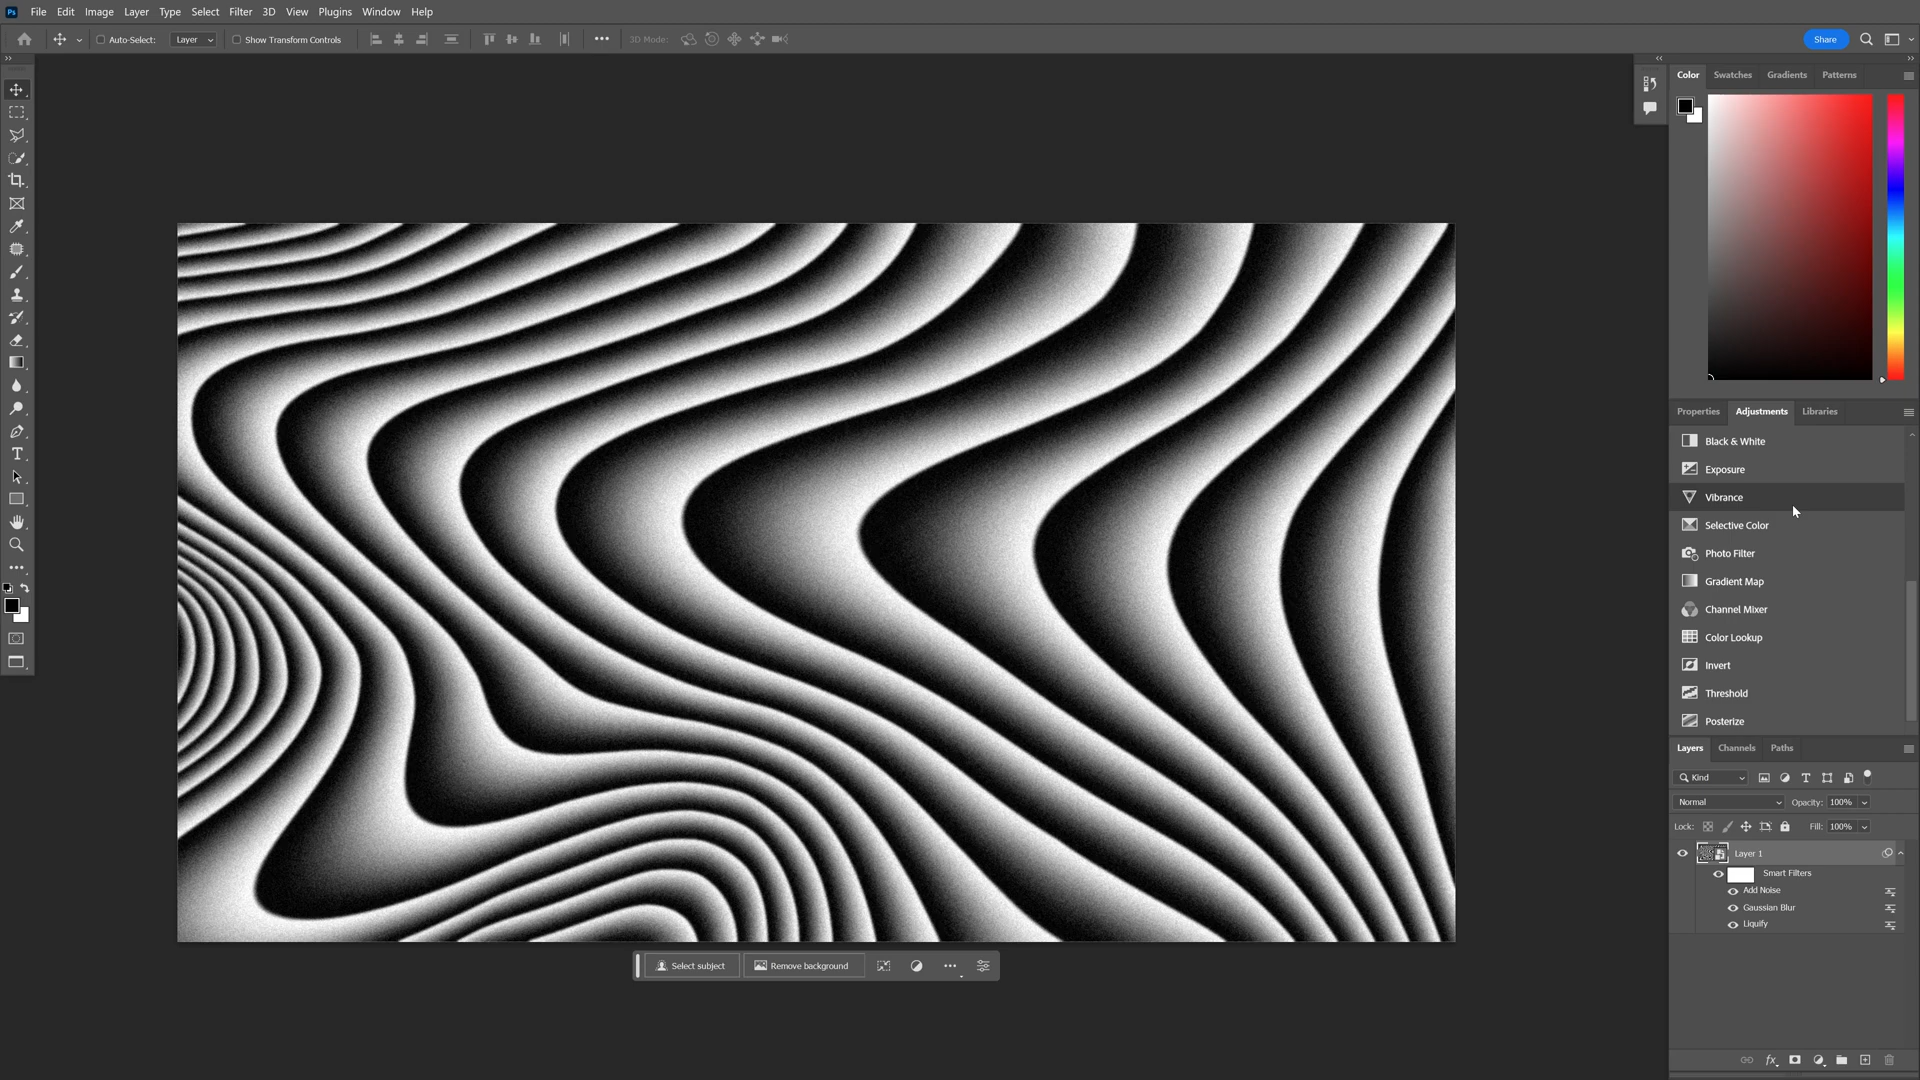 Ps File Edit Image Layer Type Select Filter 3D View Plugins Window Help
Auto-Select: Layer Show Transform Controls 3D Mode: Share
Color Swatches Gradients Patterns
Properties Adjustments Libraries
Black & White
Exposure
Vibrance
Selective Color
Photo Filter
Gradient Map
Channel Mixer
Color Lookup
Invert
Threshold
Posterize
Layers Channels Paths
Kind
Normal Opacity: 100%
Lock: Fill: 100%
Layer 1
Smart Filters
Add Noise
Gaussian Blur
Liquify
Select subject Remove background
fx